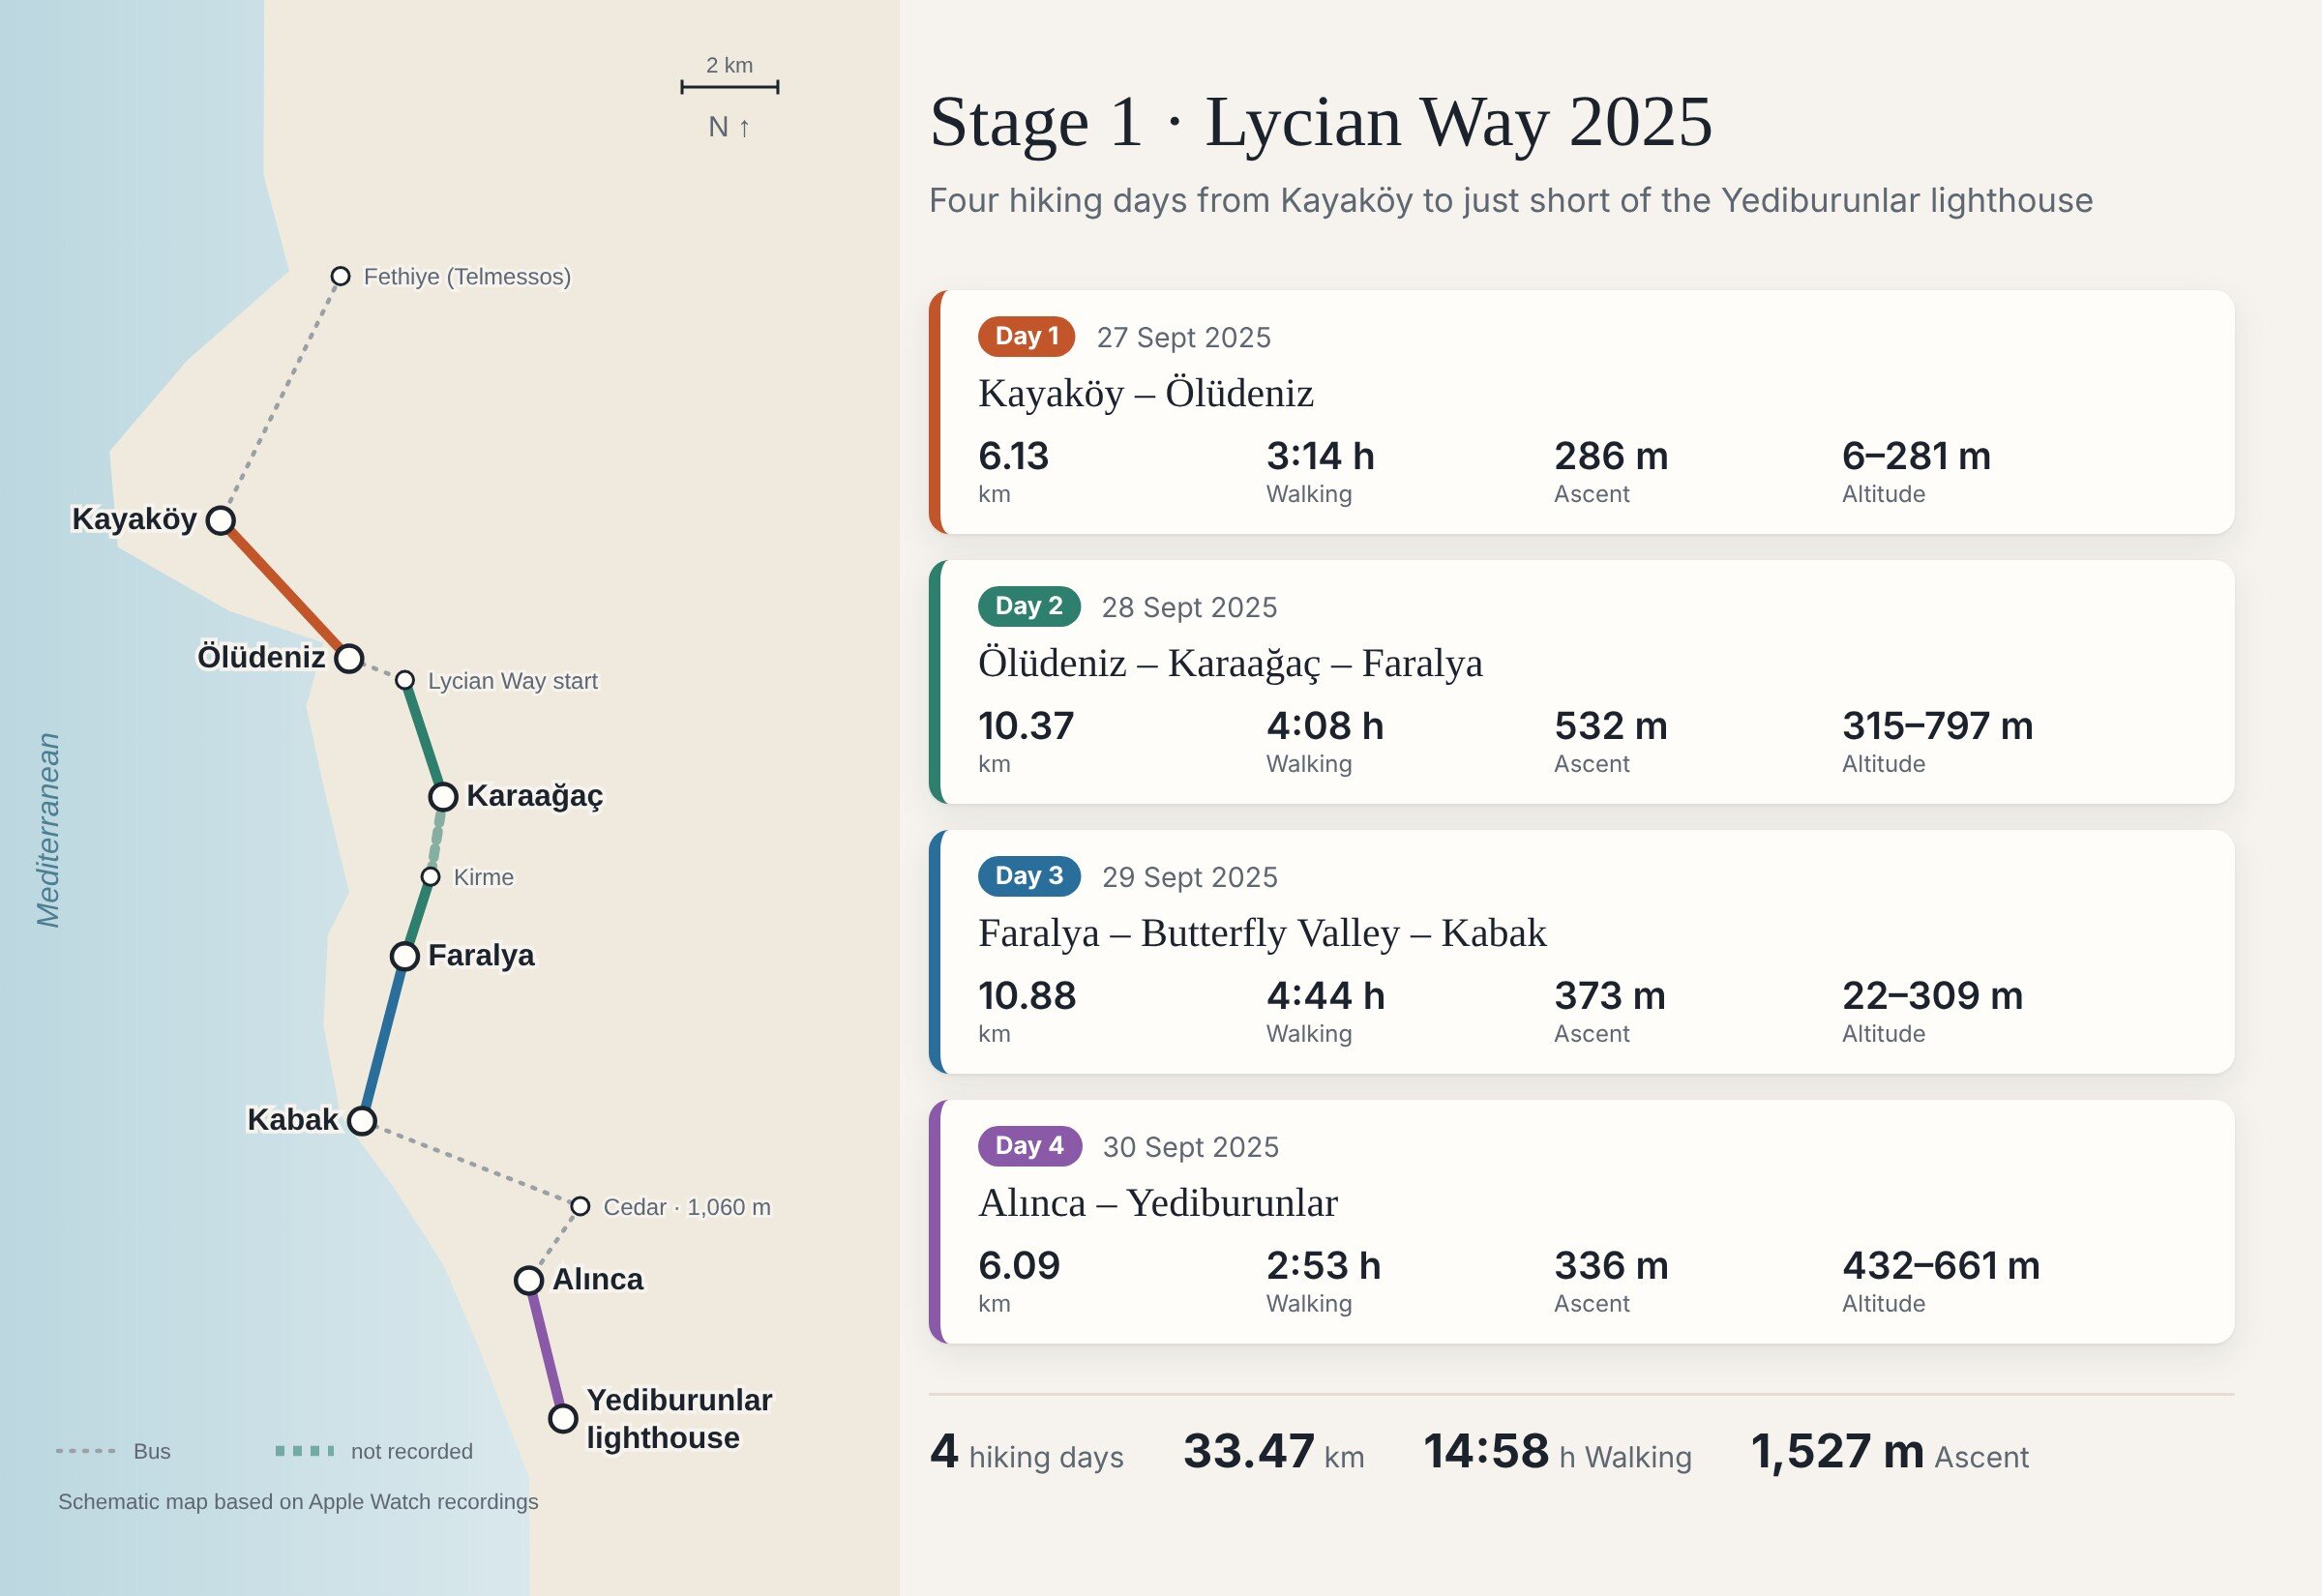 2 km
N ↑
Fethiye (Telmessos)
Kayaköy
Ölüdeniz
Lycian Way start
Mediterranean
Karaağaç
Kirme
Faralya
Kabak
Cedar · 1,060 m
Alınca
Yediburunlar
lighthouse
Bus
not recorded
Schematic map based on Apple Watch recordings
Stage 1 · Lycian Way 2025
Four hiking days from Kayaköy to just short of the Yediburunlar lighthouse
Day 1 27 Sept 2025
Kayaköy – Ölüdeniz
6.13 3:14 h 286 m 6–281 m
km Walking Ascent Altitude
Day 2 28 Sept 2025
Ölüdeniz – Karaağaç – Faralya
10.37 4:08 h 532 m 315–797 m
km Walking Ascent Altitude
Day 3 29 Sept 2025
Faralya – Butterfly Valley – Kabak
10.88 4:44 h 373 m 22–309 m
km Walking Ascent Altitude
Day 4 30 Sept 2025
Alınca – Yediburunlar
6.09 2:53 h 336 m 432–661 m
km Walking Ascent Altitude
4 hiking days 33.47 km 14:58 h Walking 1,527 m Ascent